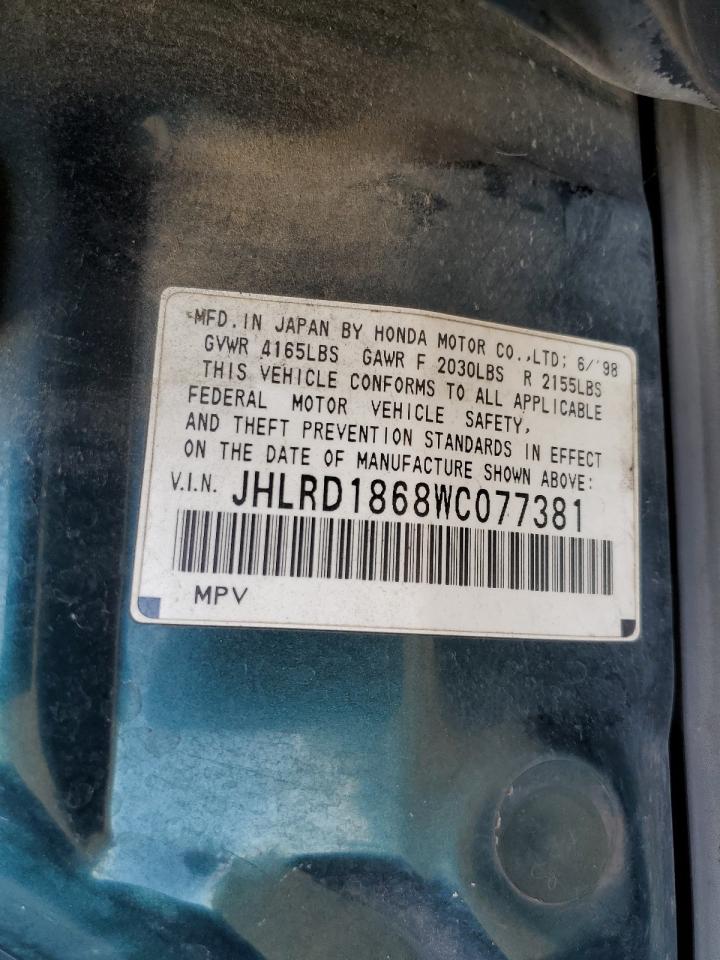 MFD. IN JAPAN BY HONDA MOTOR CO., LTD; 6/'98
GVWR 4165LBS GAWR F 2030LBS R 2155LBS
THIS VEHICLE CONFORMS TO ALL APPLICABLE
FEDERAL MOTOR VEHICLE SAFETY,
AND THEFT PREVENTION STANDARDS IN EFFECT
ON THE DATE OF MANUFACTURE SHOWN ABOVE:
V.I.N. JHLRD1868WC077381
MPV